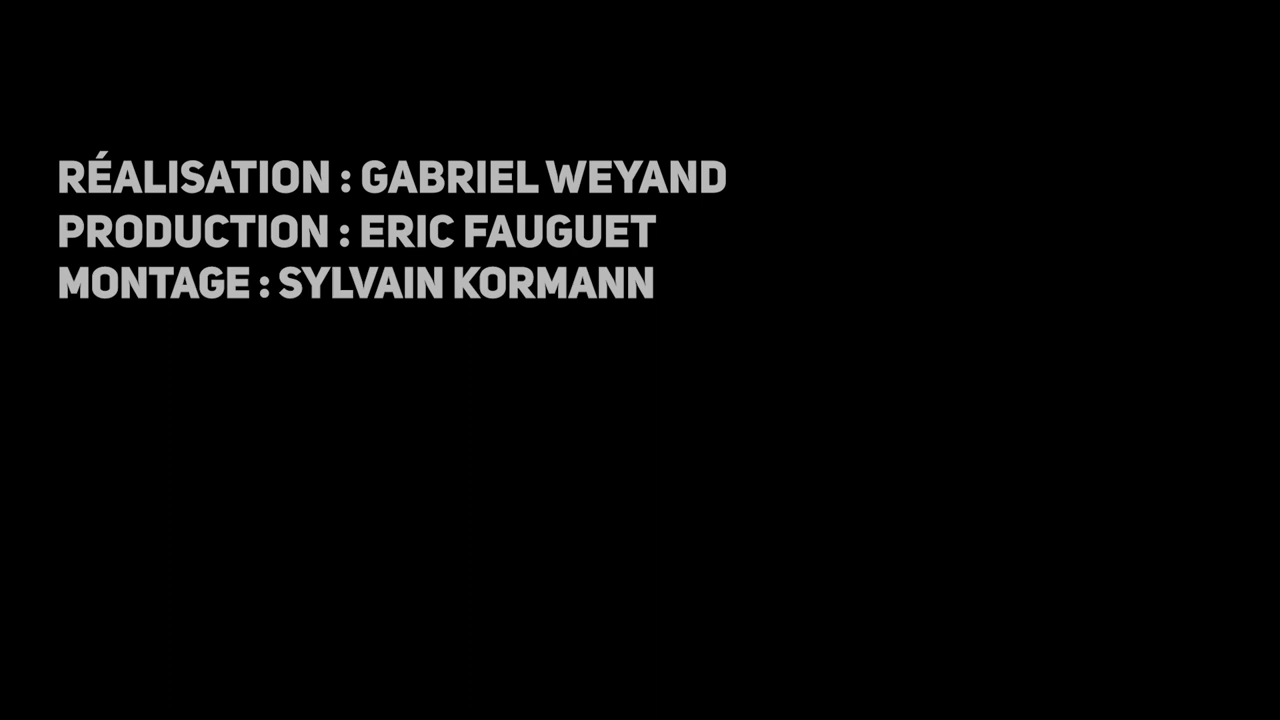 RÉALISATION : GABRIEL WEYAND
PRODUCTION : ERIC FAUGUET
MONTAGE : SYLVAIN KORMANN